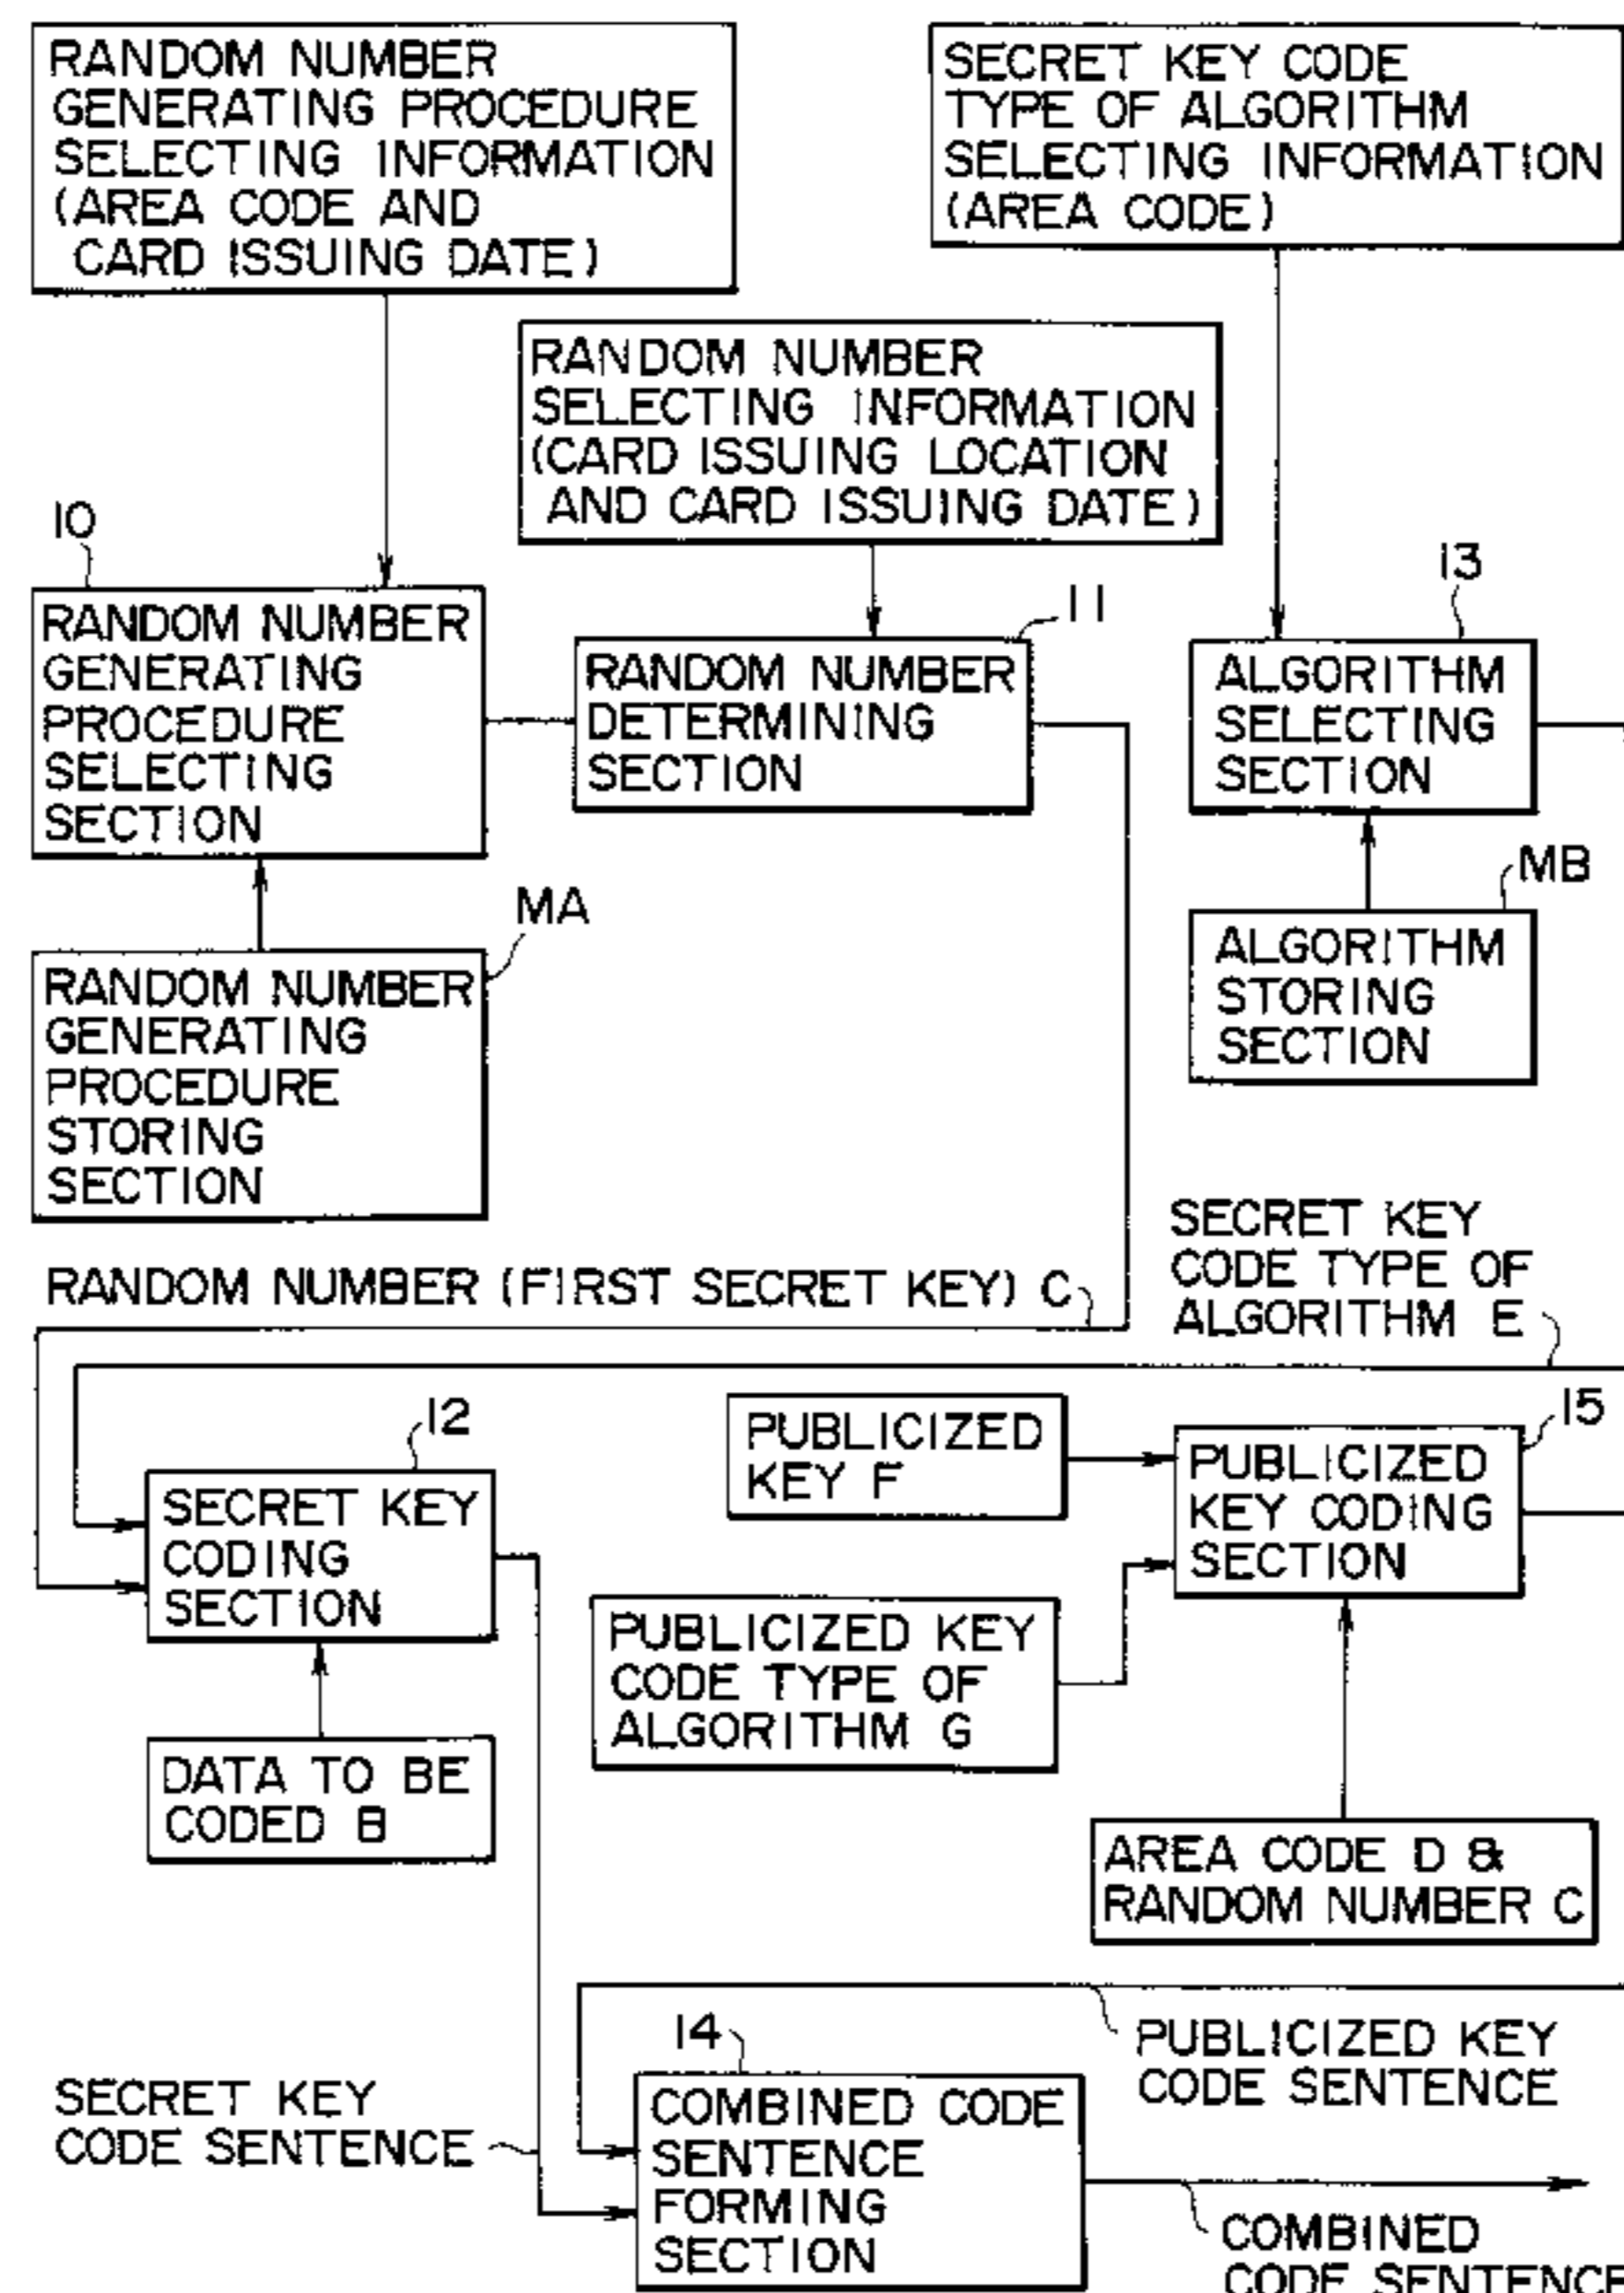 RANDOM NUMBER
GENERATING PROCEDURE
SELECTING INFORMATION
(AREA CODE AND
CARD ISSUING DATE)
SECRET KEY CODE
TYPE OF ALGORITHM
SELECTING INFORMATION
(AREA CODE)
RANDOM NUMBER
SELECTING INFORMATION
(CARD ISSUING LOCATION
AND CARD ISSUING DATE)
10
RANDOM NUMBER
GENERATING
PROCEDURE
SELECTING
SECTION
11
RANDOM NUMBER
DETERMINING
SECTION
13
ALGORITHM
SELECTING
SECTION
MA
RANDOM NUMBER
GENERATING
PROCEDURE
STORING
SECTION
MB
ALGORITHM
STORING
SECTION
RANDOM NUMBER (FIRST SECRET KEY) C
SECRET KEY
CODE TYPE OF
ALGORITHM E
12
SECRET KEY
CODING
SECTION
PUBLICIZED
KEY F
15
PUBLICIZED
KEY CODING
SECTION
PUBLICIZED KEY
CODE TYPE OF
ALGORITHM G
DATA TO BE
CODED B
AREA CODE D &
RANDOM NUMBER C
PUBLICIZED KEY
CODE SENTENCE
SECRET KEY
CODE SENTENCE
14
COMBINED CODE
SENTENCE
FORMING
SECTION
COMBINED
CODE SENTENCE